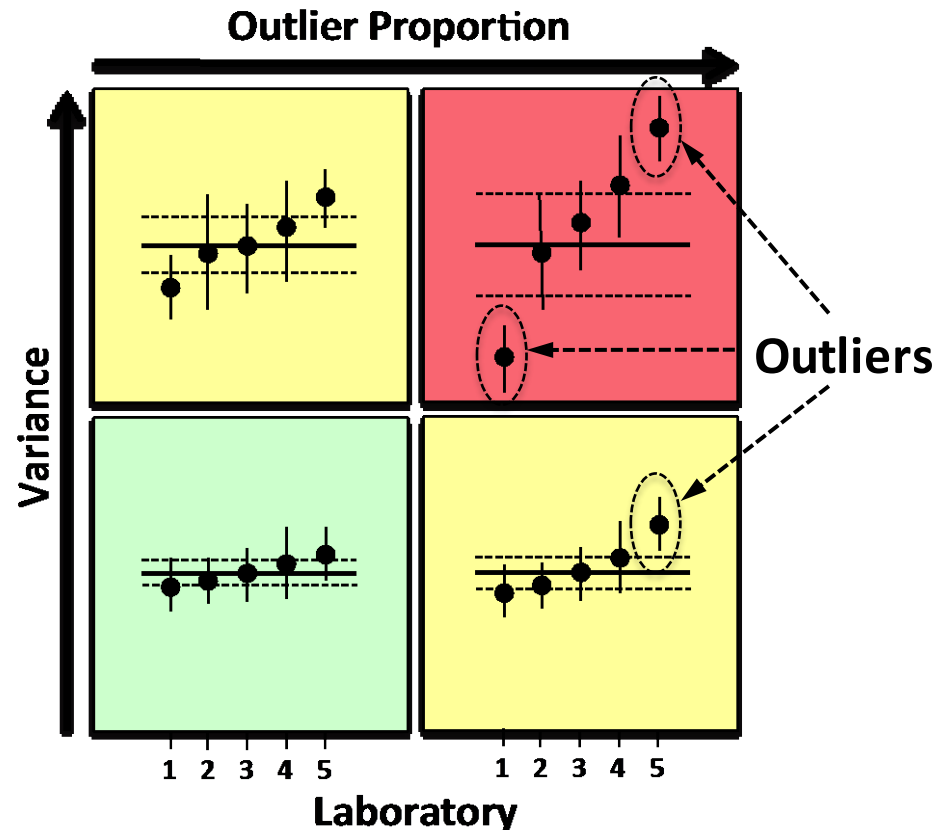 Outlier Proportion
Variance
Outliers
1 2 3 4 5
1 2 3 4 5
Laboratory